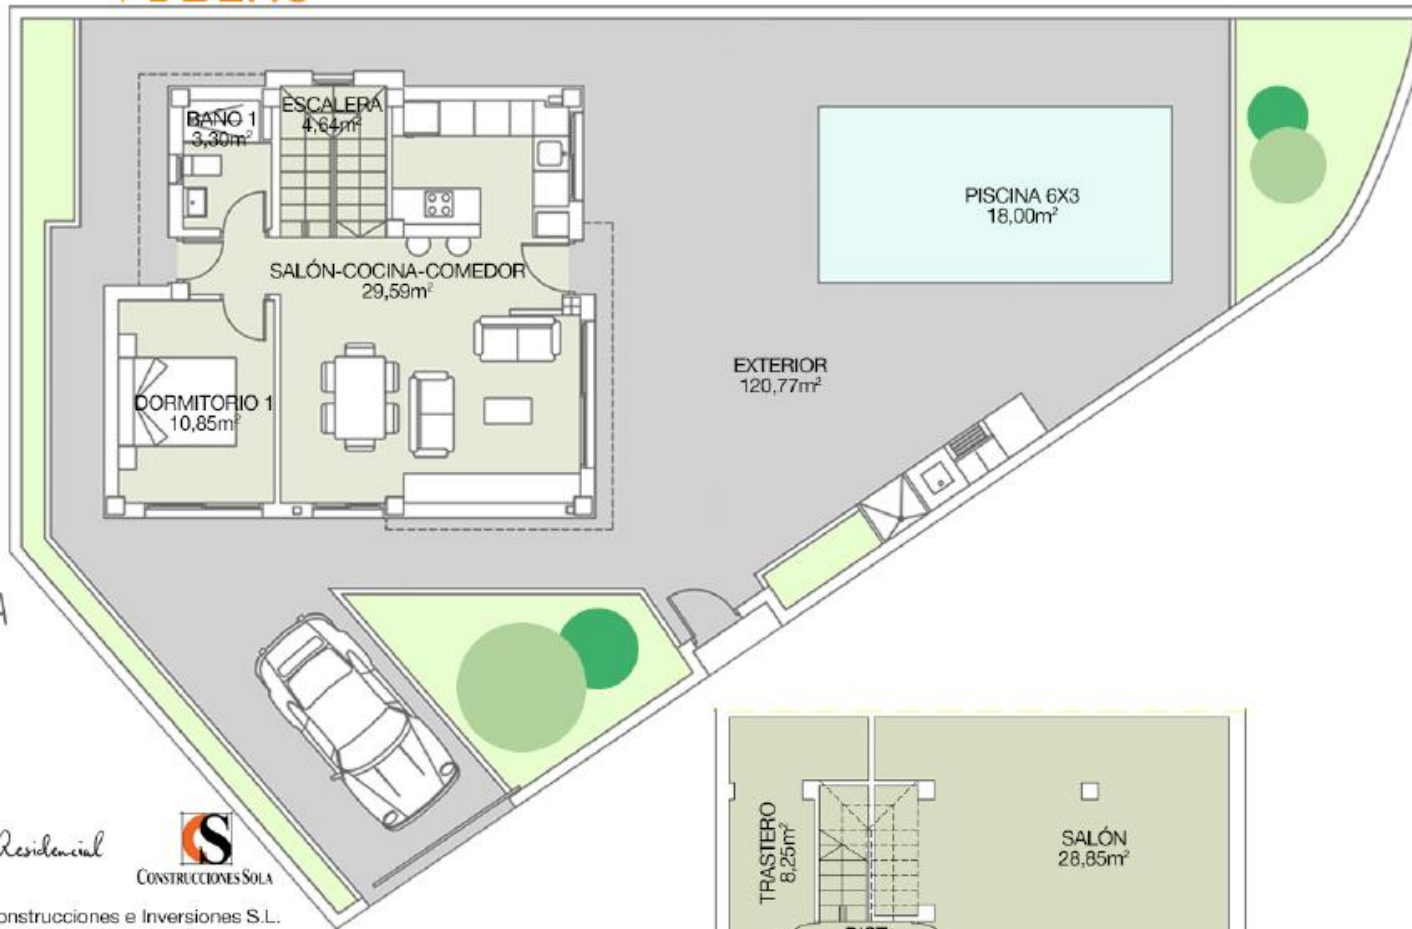 ESCALERA
4,64m²
BAÑO 1
3,30m²
PISCINA 6X3
18,00m²
SALÓN-COCINA-COMEDOR
29,59m²
EXTERIOR
120,77m²
DORMITORIO 1
10,85m²
A
TRASTERO
8,25m²
SALÓN
28,85m²
Residencial
CS
CONSTRUCCIONES SOLA
onstrucciones e Inversiones S.L.